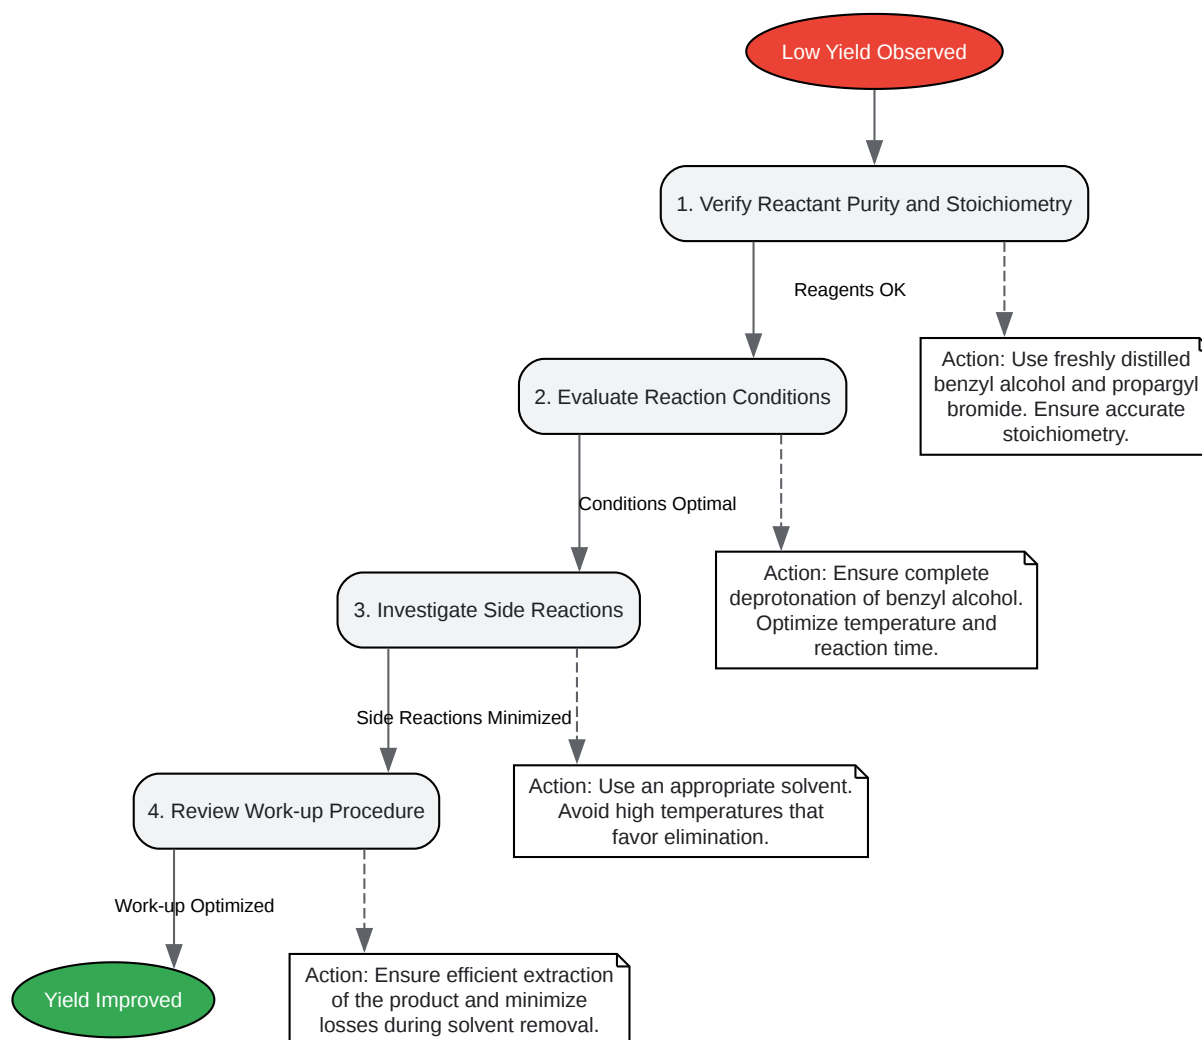 Low Yield Observed
1. Verify Reactant Purity and Stoichiometry
Reagents OK
Action: Use freshly distilled
benzyl alcohol and propargyl
bromide. Ensure accurate
stoichiometry.
2. Evaluate Reaction Conditions
Conditions Optimal
Action: Ensure complete
deprotonation of benzyl alcohol.
Optimize temperature and
reaction time.
3. Investigate Side Reactions
Side Reactions Minimized
Action: Use an appropriate solvent.
Avoid high temperatures that
favor elimination.
4. Review Work-up Procedure
Work-up Optimized
Action: Ensure efficient extraction
of the product and minimize
losses during solvent removal.
Yield Improved